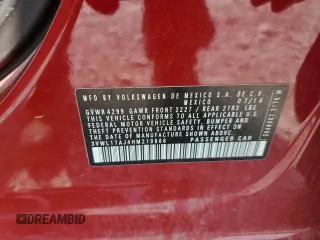 MFD. BY VOLKSWAGEN DE MEXICO S.A. DE C.V.
MEXICO 07/16
GVWR 4299 GAWR FRONT 2227 / REAR 2183 LBS
THIS VEHICLE CONFORMS TO ALL APPLICABLE
FEDERAL MOTOR VEHICLE SAFETY, BUMPER AND
THEFT PREVENTION STANDARDS IN EFFECT ON THE
DATE OF MANUFACTURE SHOWN ABOVE.
3VWL17AJ4HM219866 PASSENGER CAR
DREAMBID